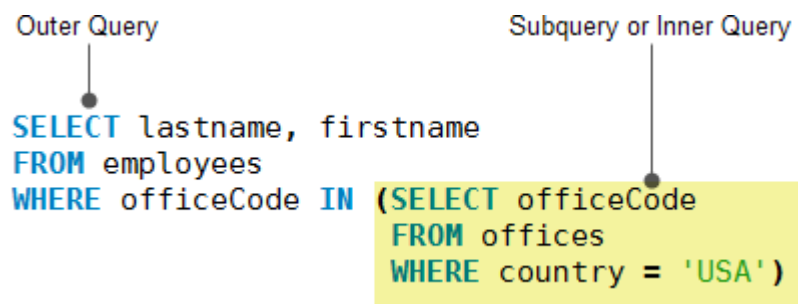 Outer Query
Subquery or Inner Query
SELECT lastname, firstname
FROM employees
WHERE officeCode IN (SELECT officeCode
FROM offices
WHERE country = 'USA')